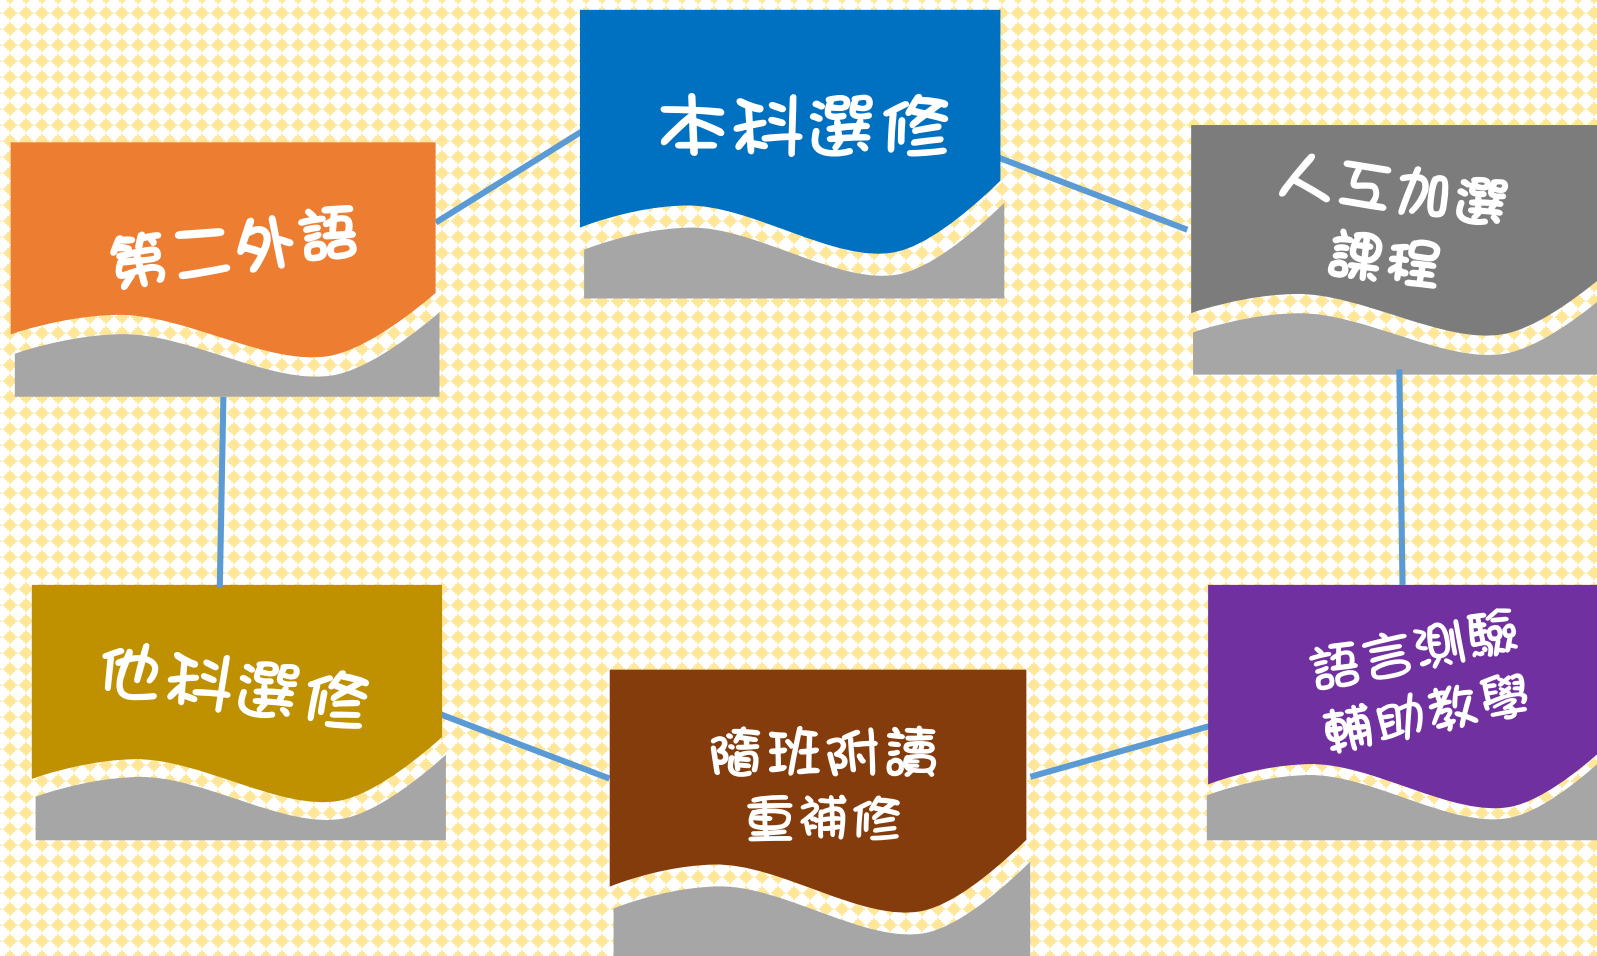 本科選修
人互加選
課程
第二外語
他科選修
語言測驗
輔助教學
隨班附讀
重補修